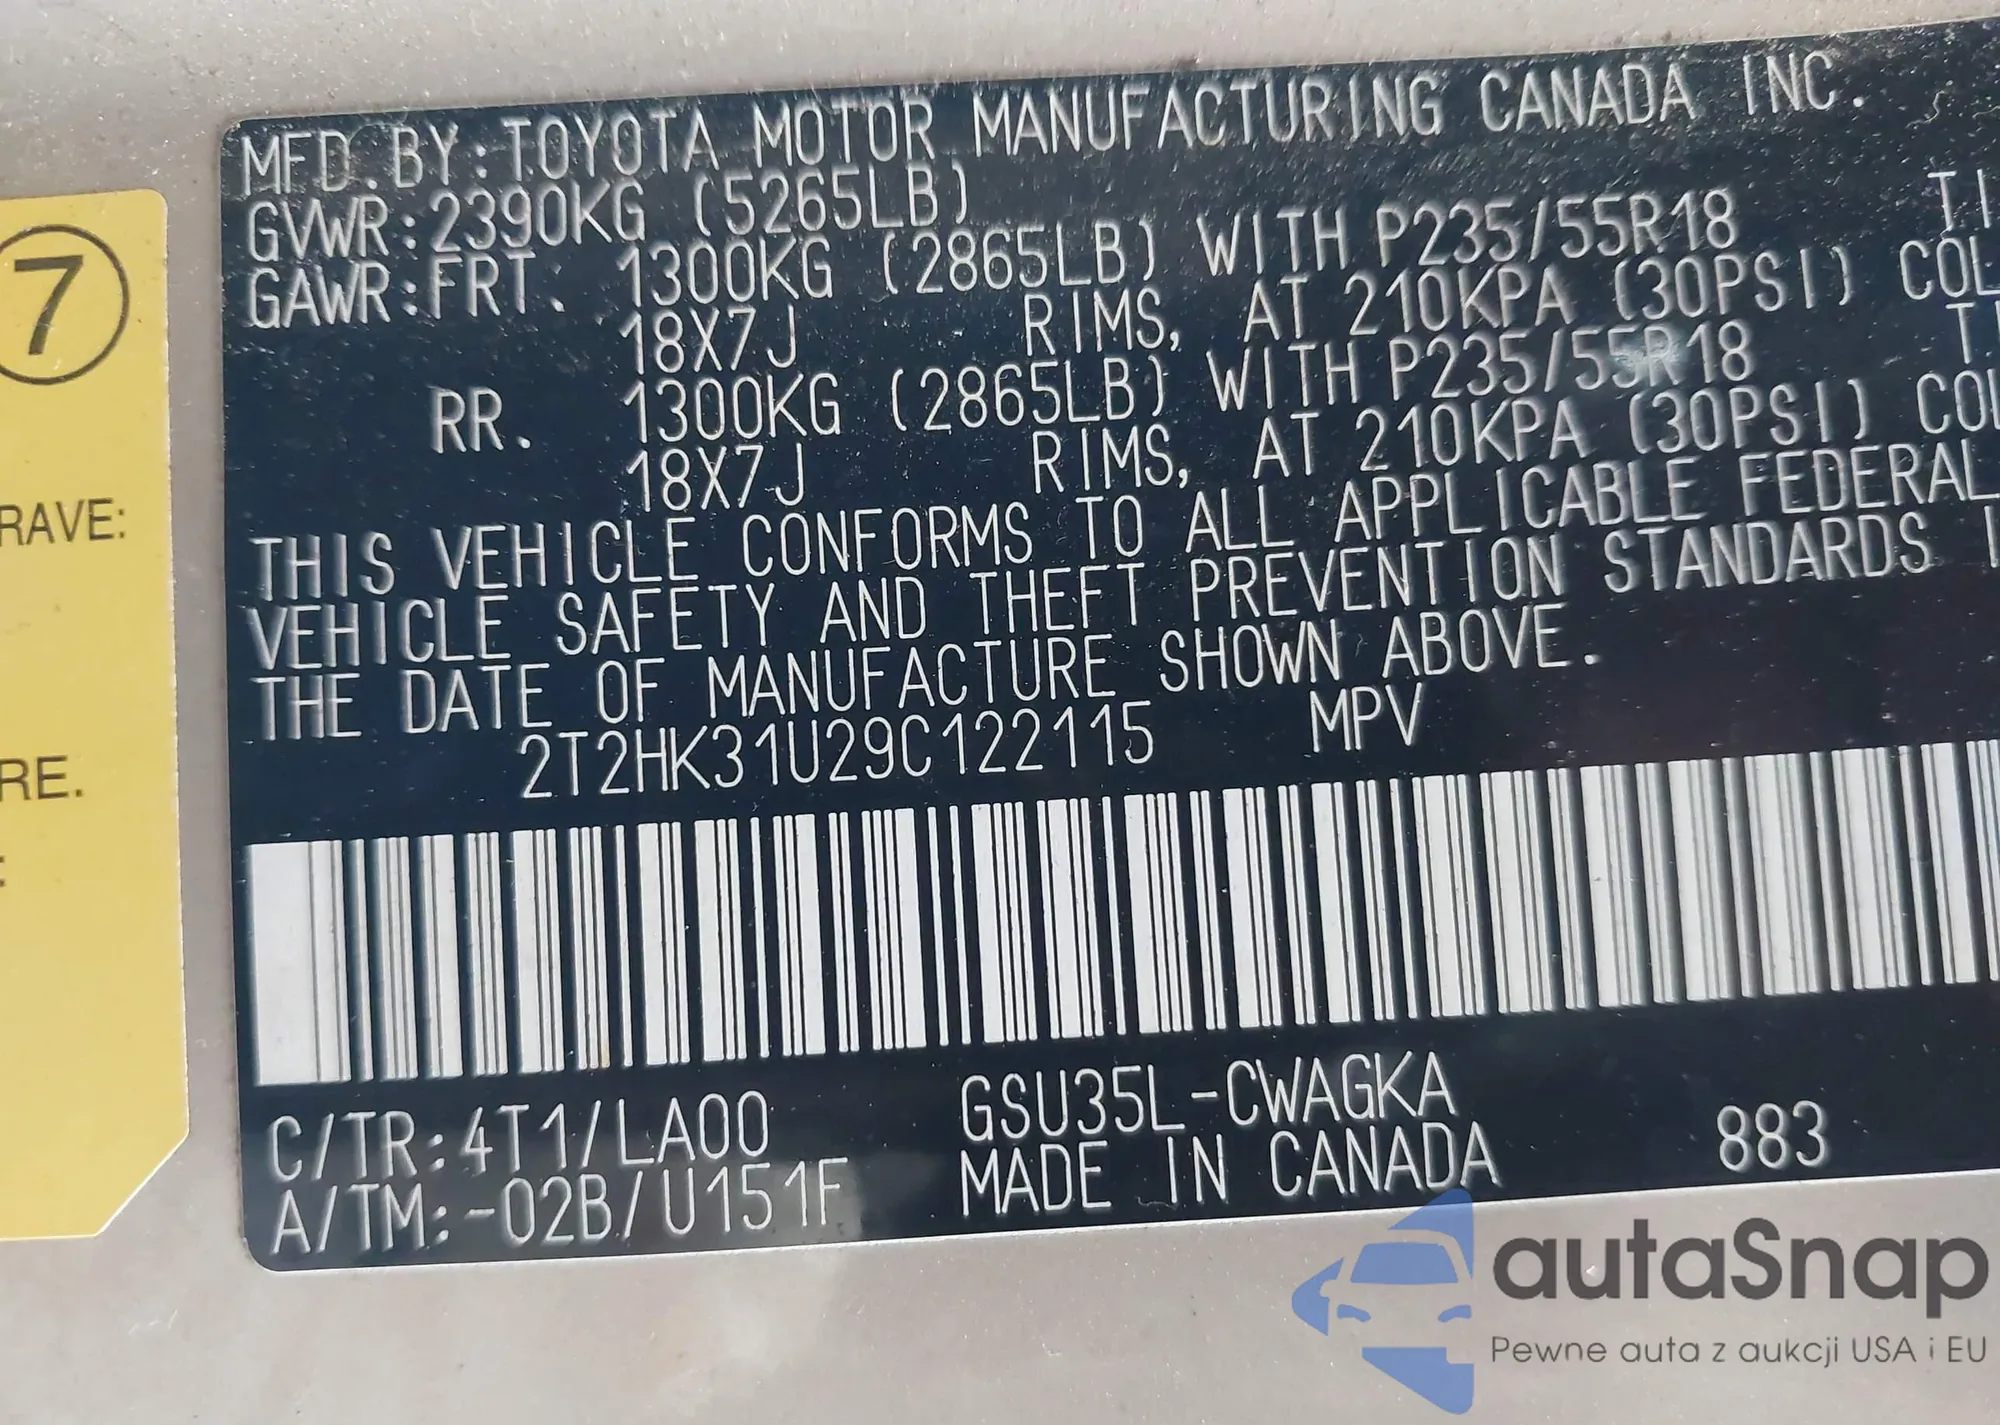 7
RAVE:
RE.
MFD.BY:TOYOTA MOTOR MANUFACTURING CANADA INC.
GVWR:2390KG (5265LB)
GAWR:FRT. 1300KG (2865LB) WITH P235/55R18
18X7J RIMS, AT 210KPA (30PSI) COL
RR. 1300KG (2865LB) WITH P235/55R18
18X7J RIMS, AT 210KPA (30PSI)
THIS VEHICLE CONFORMS TO ALL APPLICABLE FEDERAL
VEHICLE SAFETY AND THEFT PREVENTION STANDARDS
THE DATE OF MANUFACTURE SHOWN ABOVE.
2T2HK31U29C122115 MPV
C/TR:4T1/LA00 GSU35L-CWAGKA
A/TM:-02B/U151F MADE IN CANADA 883
autaSnap
Pewne auta z aukcji USA i EU